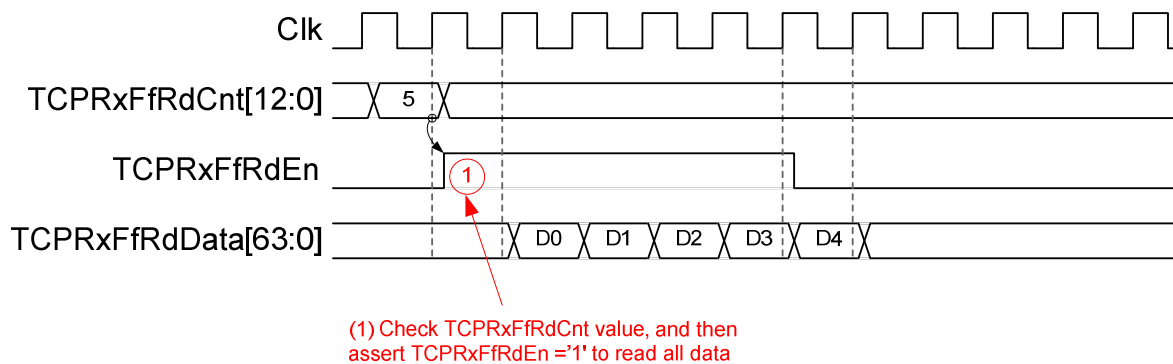 Clk
TCPRxFfRdCnt[12:0]
5
TCPRxFfRdEn
1
TCPRxFfRdData[63:0]
D0 D1 D2 D3 D4
(1) Check TCPRxFfRdCnt value, and then
assert TCPRxFfRdEn ='1' to read all data